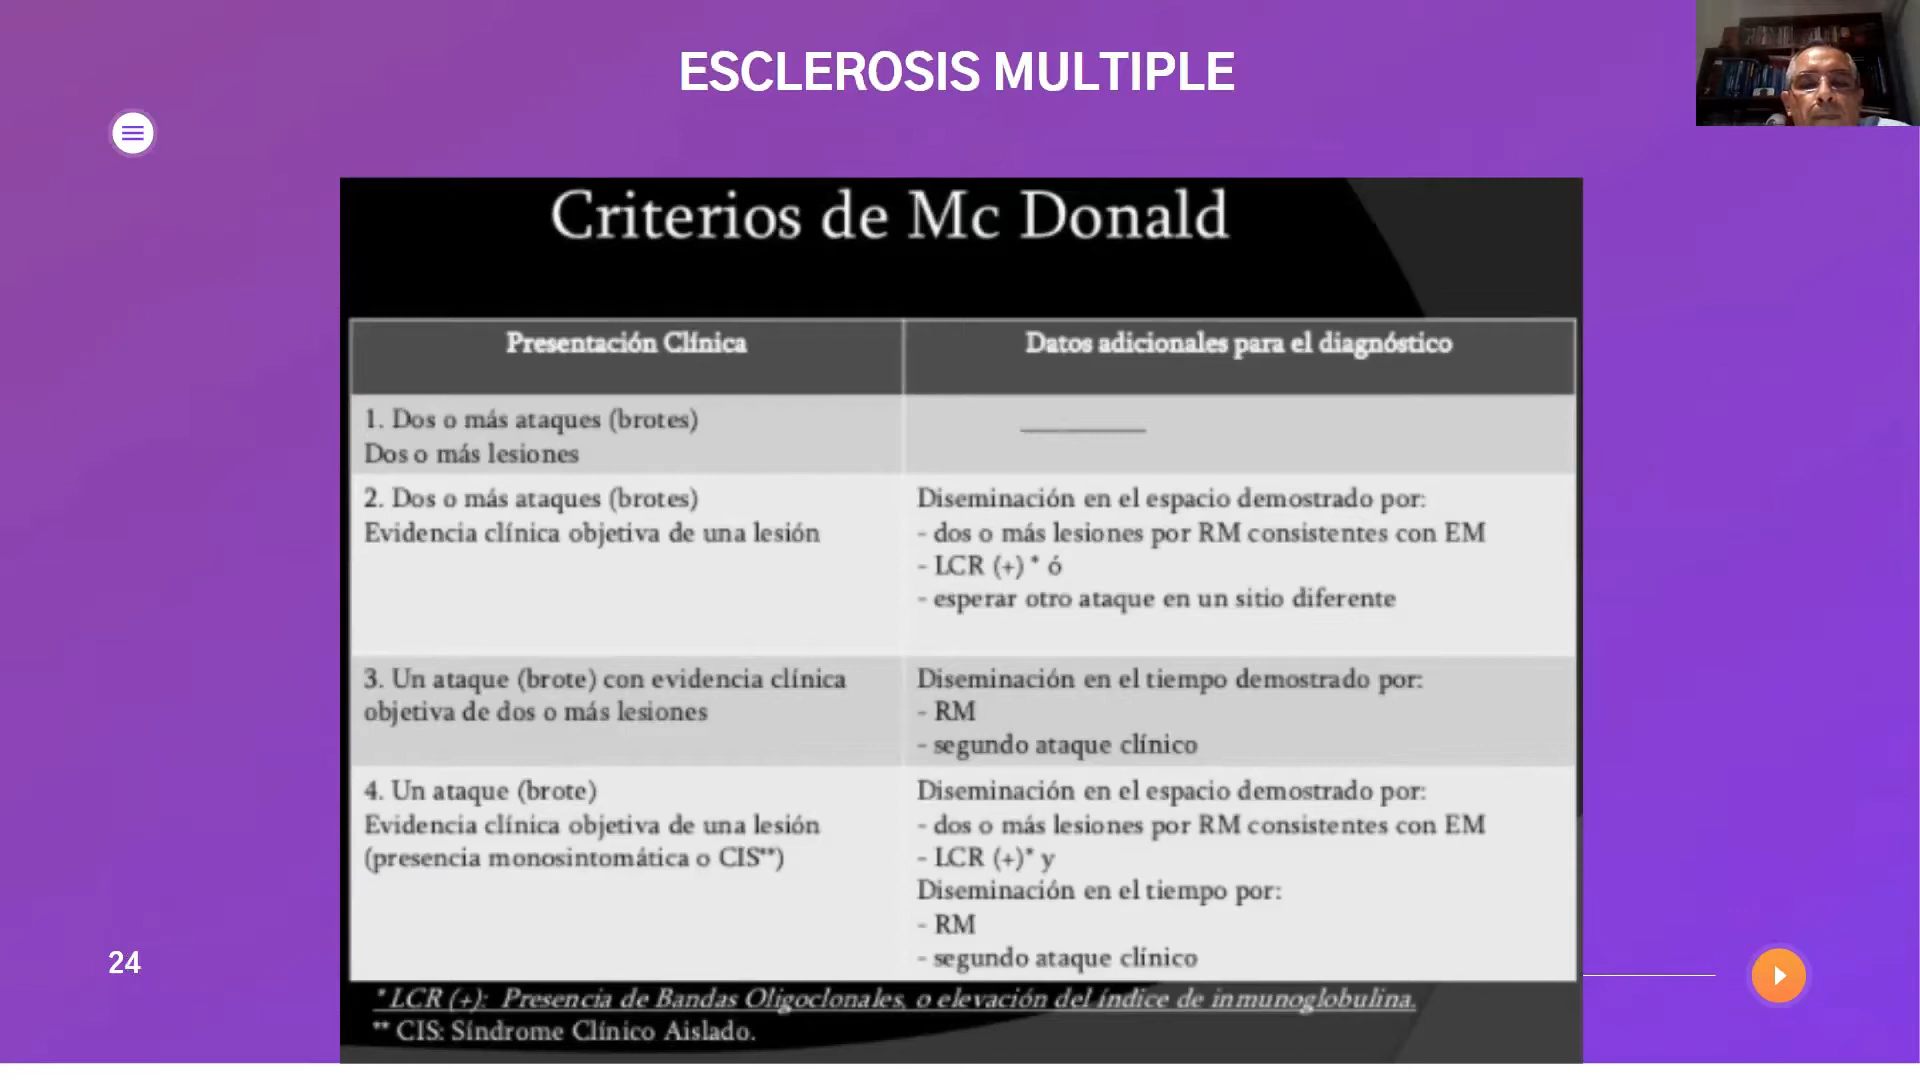 ESCLEROSIS MULTIPLE
Criterios de Mc Donald
Presentación Clínica
Datos adicionales para el diagnóstico
1. Dos o más ataques (brotes)
Dos o más lesiones
2. Dos o más ataques (brotes)
Evidencia clínica objetiva de una lesión
Diseminación en el espacio demostrado por:
- dos o más lesiones por RM consistentes con EM
- LCR (+) * ó
- esperar otro ataque en un sitio diferente
3. Un ataque (brote) con evidencia clínica
objetiva de dos o más lesiones
Diseminación en el tiempo demostrado por:
- RM
- segundo ataque clínico
4. Un ataque (brote)
Evidencia clínica objetiva de una lesión
(presencia monosintomática o CIS**)
Diseminación en el espacio demostrado por:
- dos o más lesiones por RM consistentes con EM
- LCR (+)* y
Diseminación en el tiempo por:
- RM
- segundo ataque clínico
* LCR (+): Presencia de Bandas Oligoclonales, o elevación del índice de inmunoglobulina.
** CIS: Síndrome Clínico Aislado.
24